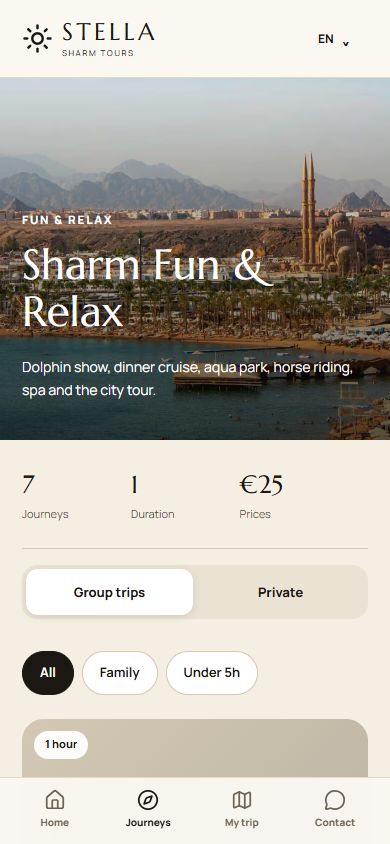 STELLA
SHARM TOURS
EN
FUN & RELAX
Sharm Fun &
Relax
Dolphin show, dinner cruise, aqua park, horse riding,
spa and the city tour.
7
Journeys
1
Duration
€25
Prices
Group trips
Private
All
Family
Under 5h
1 hour
Home
Journeys
My trip
Contact